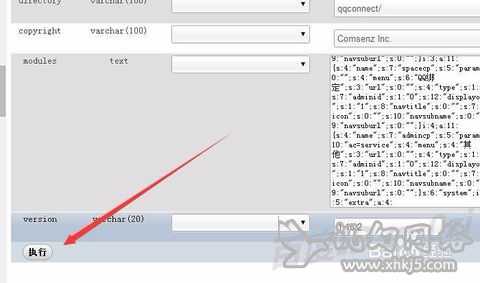 directory varchar(100) qqconnect/
copyright varchar(100) Comsenz Inc.
modules text
9:"navsuburl";s:0:"";}i:3;a:11:
{s:4:"name";s:7:"spacecp";s:5:"param
0:"";s:4:"menu";s:6:"QQ绑
定";s:3:"url";s:0:"";s:4:"type";s:1:
s:7:"adminid";s:1:"0";s:12:"displayo
s:1:"1";s:8:"navtitle";s:0:"";s:7:
icon";s:0:"";s:10:"navsubname";s:0:"
9:"navsuburl";s:0:"";}i:4;a:11:
{s:4:"name";s:7:"admincp";s:5:"param
10:"ac=service";s:4:"menu";s:4:"其
他";s:3:"url";s:0:"";s:4:"type";s:1:
s:7:"adminid";s:1:"0";s:12:"displayo
s:1:"1";s:8:"navtitle";s:0:"";s:7:
icon";s:0:"";s:10:"navsubname";s:0:"
9:"navsuburl";s:0:"";}s:6:"system";i
:5:"extra";a:4:
version varchar(20)
执行
www.xhkj5.com